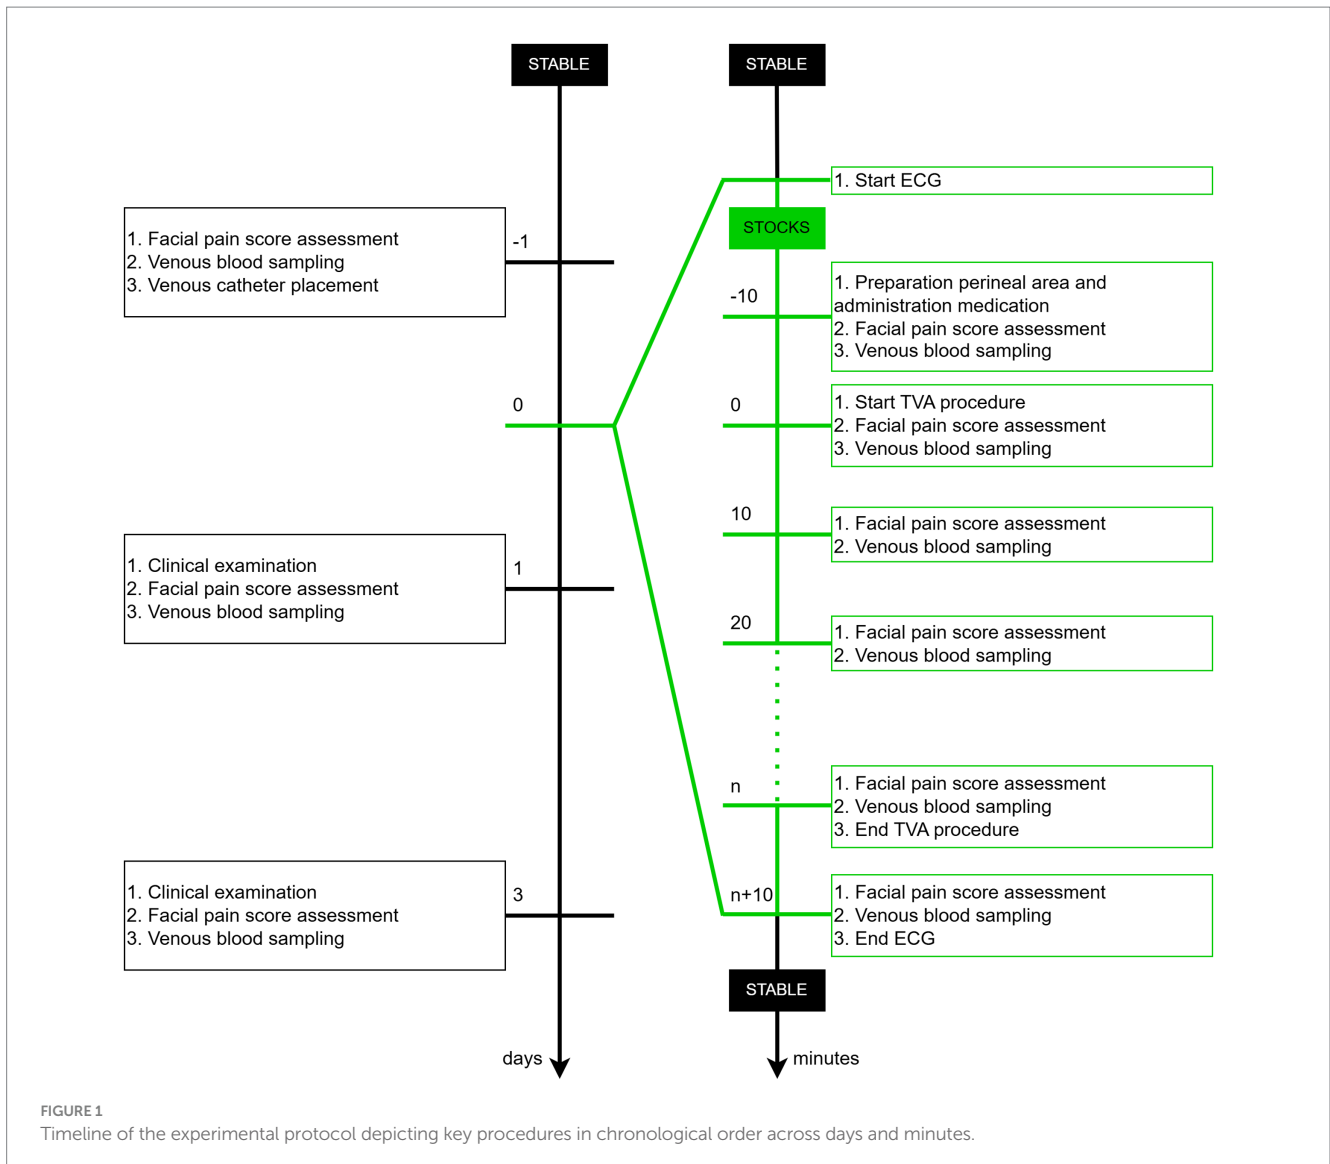 STABLE
1. Facial pain score assessment
2. Venous blood sampling
3. Venous catheter placement
-1
0
1. Clinical examination
2. Facial pain score assessment
3. Venous blood sampling
1
1. Clinical examination
2. Facial pain score assessment
3. Venous blood sampling
3
days
STABLE
1. Start ECG
STOCKS
-10
1. Preparation perineal area and
administration medication
2. Facial pain score assessment
3. Venous blood sampling
0
1. Start TVA procedure
2. Facial pain score assessment
3. Venous blood sampling
10
1. Facial pain score assessment
2. Venous blood sampling
20
1. Facial pain score assessment
2. Venous blood sampling
n
1. Facial pain score assessment
2. Venous blood sampling
3. End TVA procedure
n+10
1. Facial pain score assessment
2. Venous blood sampling
3. End ECG
STABLE
minutes
FIGURE 1
Timeline of the experimental protocol depicting key procedures in chronological order across days and minutes.